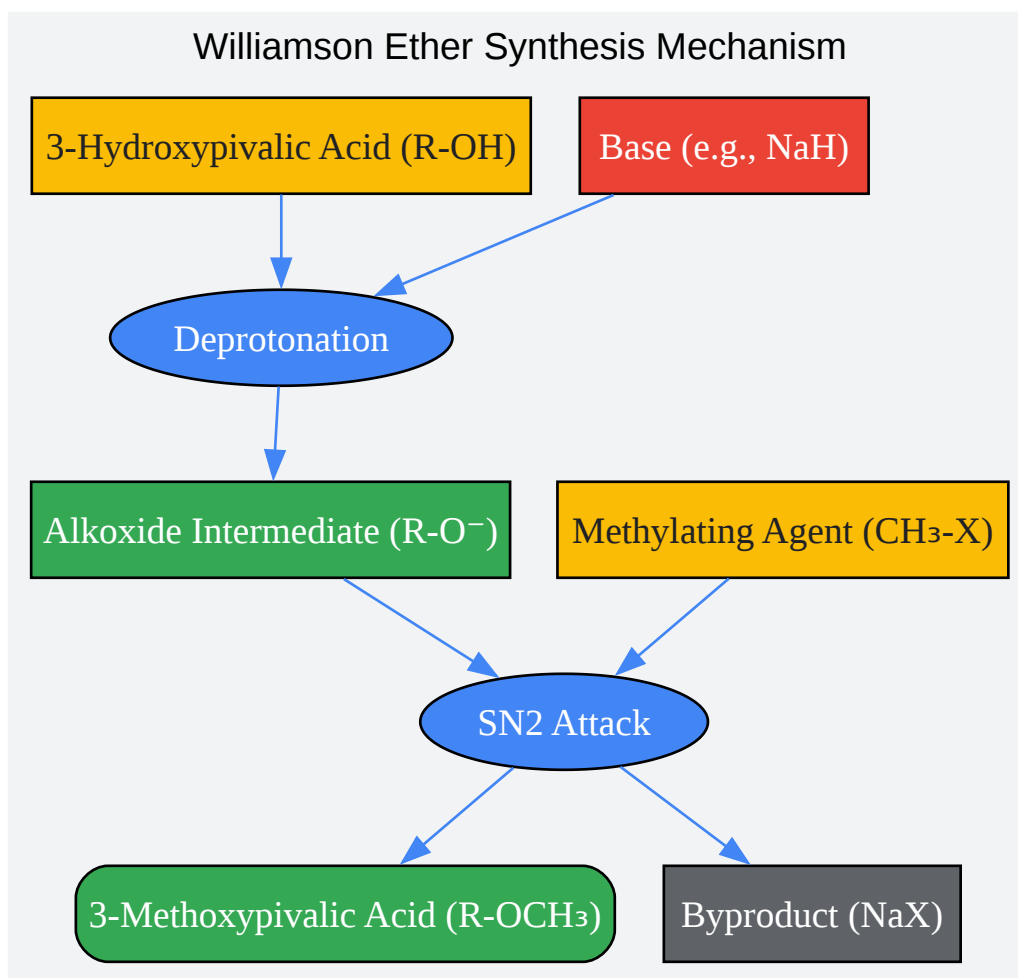 Williamson Ether Synthesis Mechanism
3-Hydroxypivalic Acid (R-OH)
Base (e.g., NaH)
Deprotonation
Alkoxide Intermediate (R-O⁻)
Methylating Agent (CH₃-X)
SN2 Attack
3-Methoxypivalic Acid (R-OCH₃)
Byproduct (NaX)